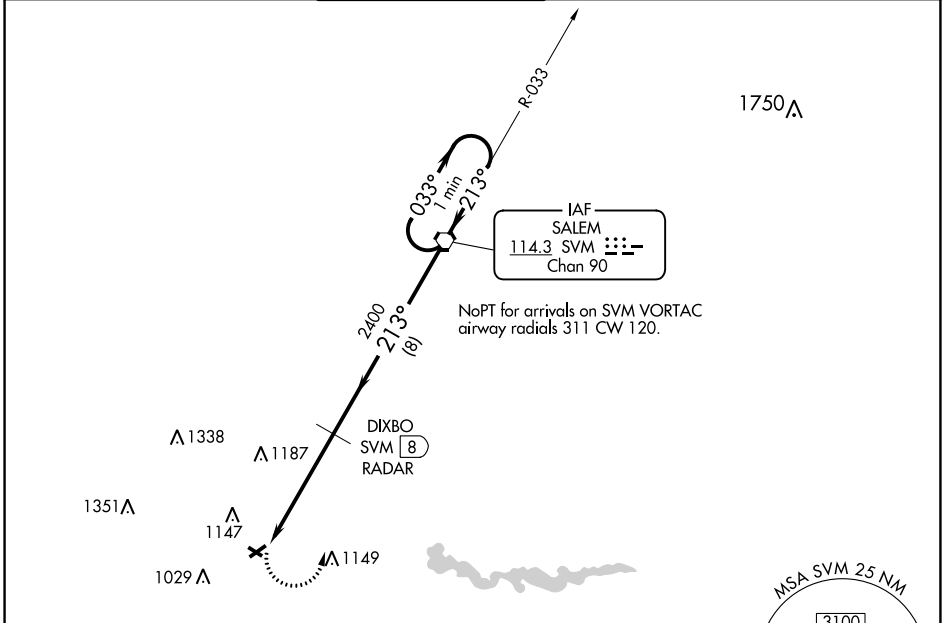 R-033
1750
033°
1 min
213°
IAF
SALEM
114.3 SVM
Chan 90
NoPT for arrivals on SVM VORTAC
airway radials 311 CW 120.
2400
213°
(8)
DIXBO
SVM 8
RADAR
1338
1187
1351
1147
1149
1029
MSA SVM 25 NM
3100